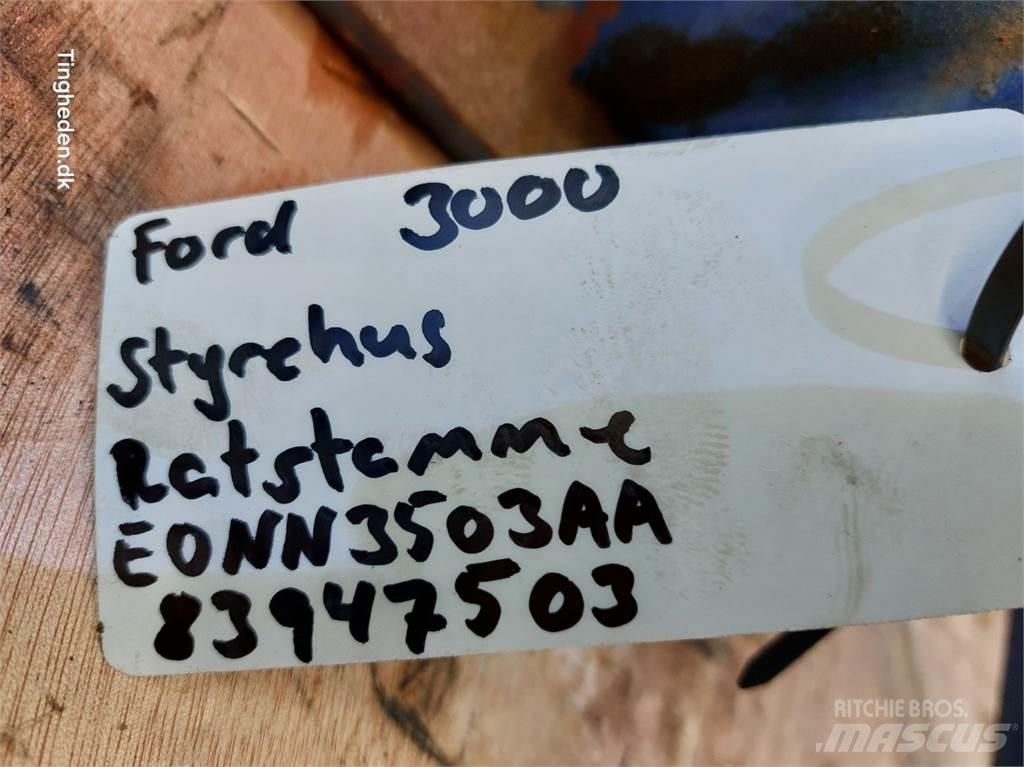 Tingheden.dk
Ford 3000
Styrehus
Ratstamme
EONN3503AA
83947503
RITCHIE BROS.
MASCUS